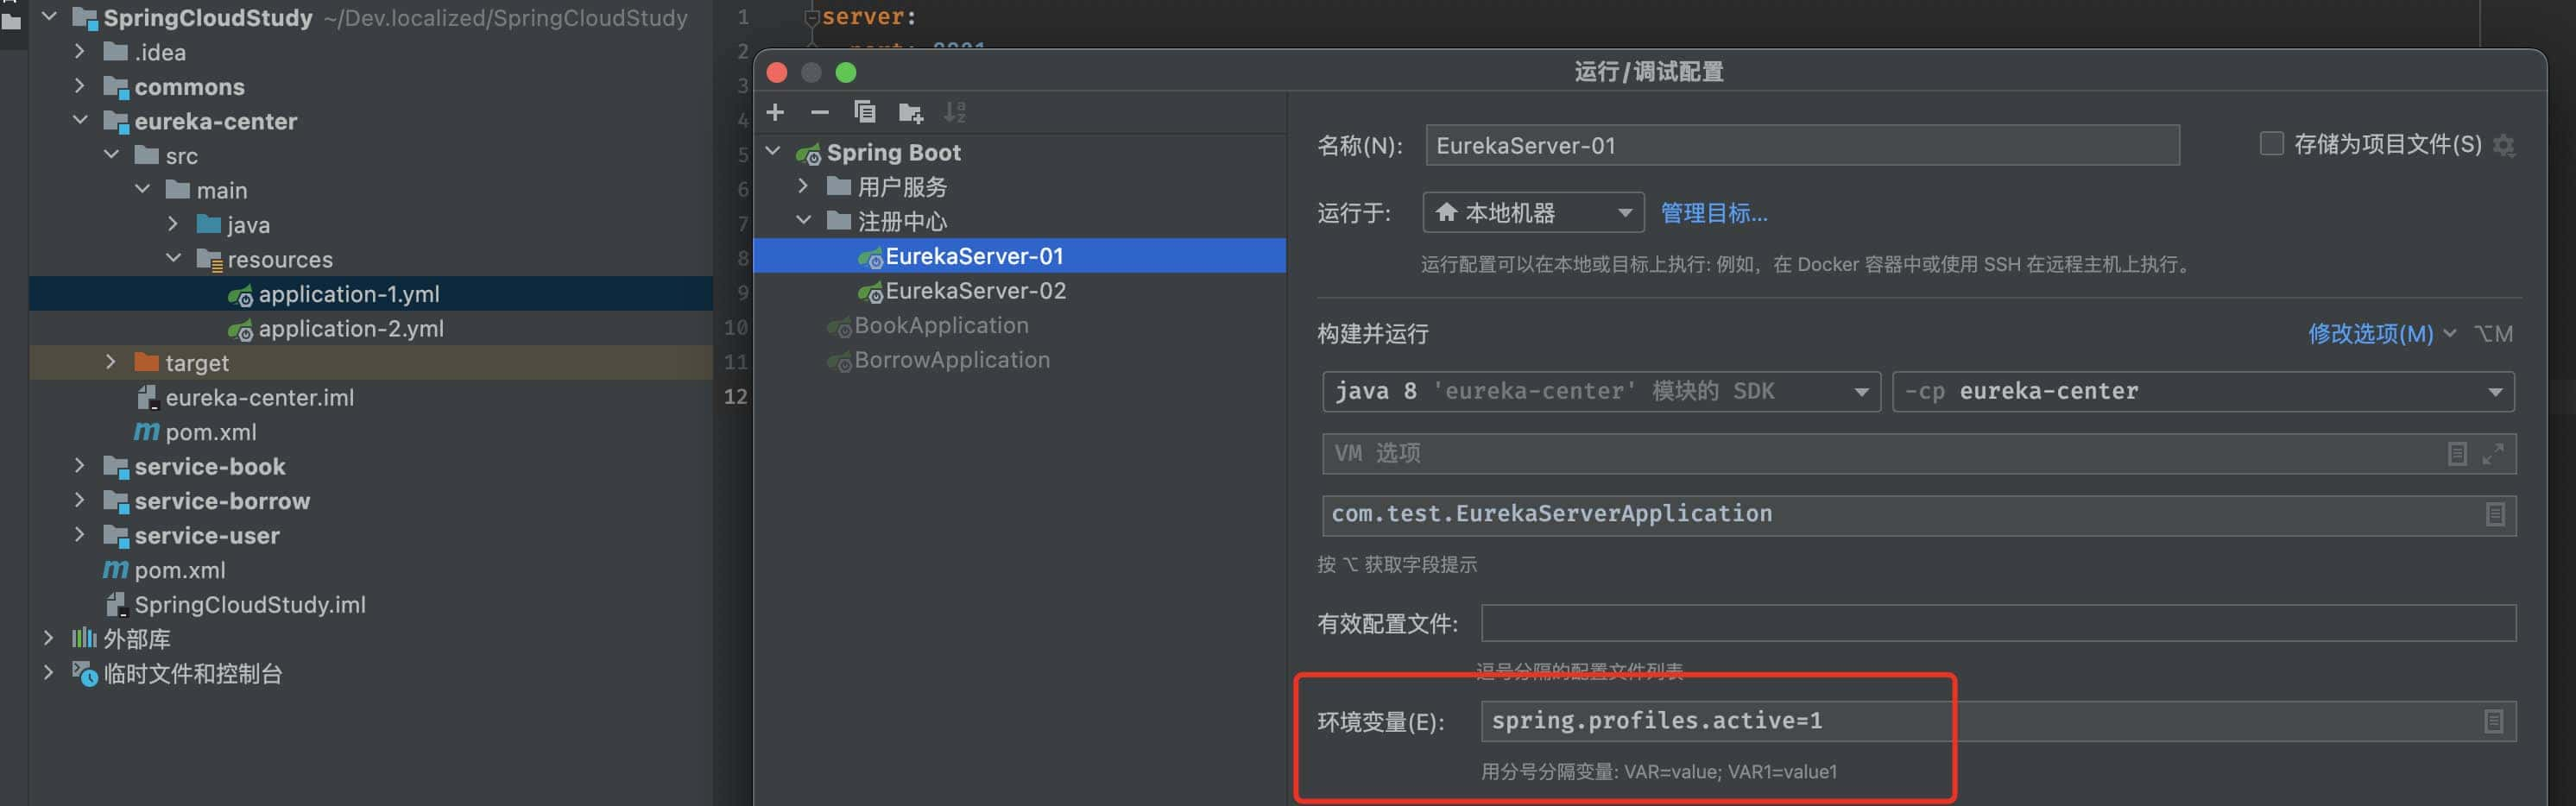 SpringCloudStudy ~/Dev.localized/SpringCloudStudy
.idea
commons
eureka-center
src
main
java
resources
application-1.yml
application-2.yml
target
eureka-center.iml
pom.xml
service-book
service-borrow
service-user
pom.xml
SpringCloudStudy.iml
外部库
临时文件和控制台
1
2
3
4
5
6
7
8
9
10
11
12
server:
运行/调试配置
Spring Boot
用户服务
注册中心
EurekaServer-01
EurekaServer-02
BookApplication
BorrowApplication
名称(N): EurekaServer-01 存储为项目文件(S)
运行于: 本地机器 管理目标...
运行配置可以在本地或目标上执行: 例如，在 Docker 容器中或使用 SSH 在远程主机上执行。
构建并运行 修改选项(M) ⌥M
java 8 'eureka-center' 模块的 SDK -cp eureka-center
VM 选项
com.test.EurekaServerApplication
按 ⌥ 获取字段提示
有效配置文件:
逗号分隔的配置文件列表
环境变量(E): spring.profiles.active=1
用分号分隔变量: VAR=value; VAR1=value1